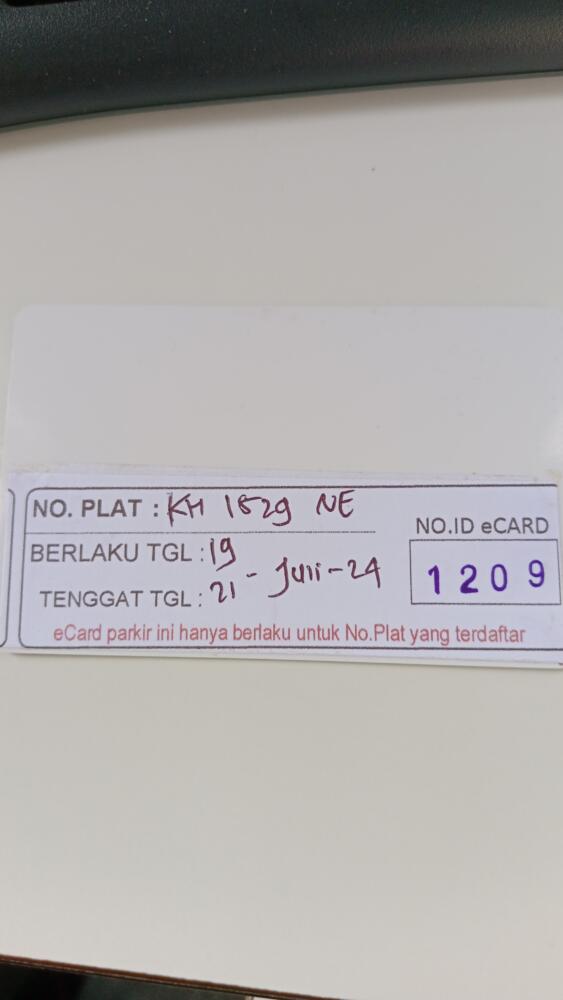 NO. PLAT : KH 1529 NE
BERLAKU TGL : 19
TENGGAT TGL : 21 - Juli - 24
NO.ID eCARD
1209
eCard parkir ini hanya berlaku untuk No.Plat yang terdaftar